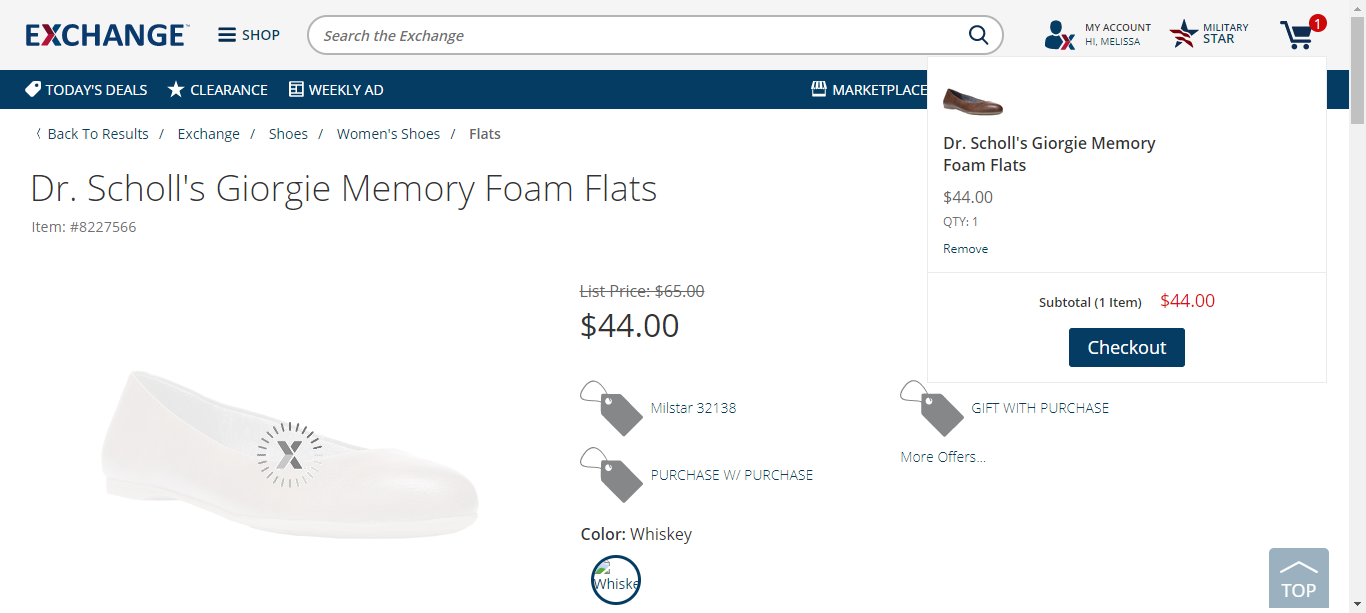 EXCHANGE
SHOP
Search the Exchange
MY ACCOUNT
HI, MELISSA
MILITARY
STAR
1
TODAY'S DEALS
CLEARANCE
WEEKLY AD
MARKETPLACE
Back To Results / Exchange / Shoes / Women's Shoes / Flats
Dr. Scholl's Giorgie Memory Foam Flats
Item: #8227566
Dr. Scholl's Giorgie Memory
Foam Flats
$44.00
QTY: 1
Remove
Subtotal (1 Item) $44.00
Checkout
List Price: $65.00
$44.00
Milstar 32138
GIFT WITH PURCHASE
PURCHASE W/ PURCHASE
More Offers...
Color: Whiskey
Whiske
TOP